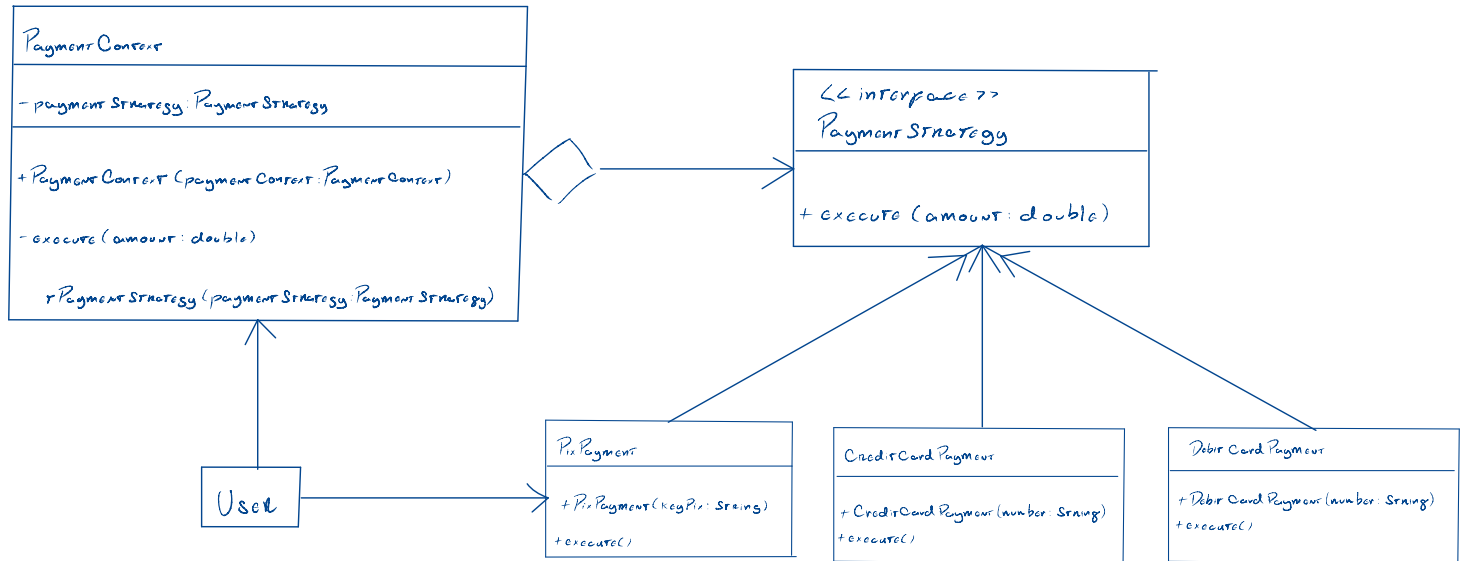 PaymentContext
- paymentStrategy: PaymentStrategy
+ PaymentContext (paymentContext: PaymentContext)
- execute (amount: double)
+ PaymentStrategy (paymentStrategy: PaymentStrategy)
<<interface>>
PaymentStrategy
+ execute (amount: double)
User
PixPayment
+ PixPayment (keyPix: String)
+ execute()
CreditCardPayment
+ CreditCardPayment (number: String)
+ execute()
DebitCardPayment
+ DebitCardPayment (number: String)
+ execute()